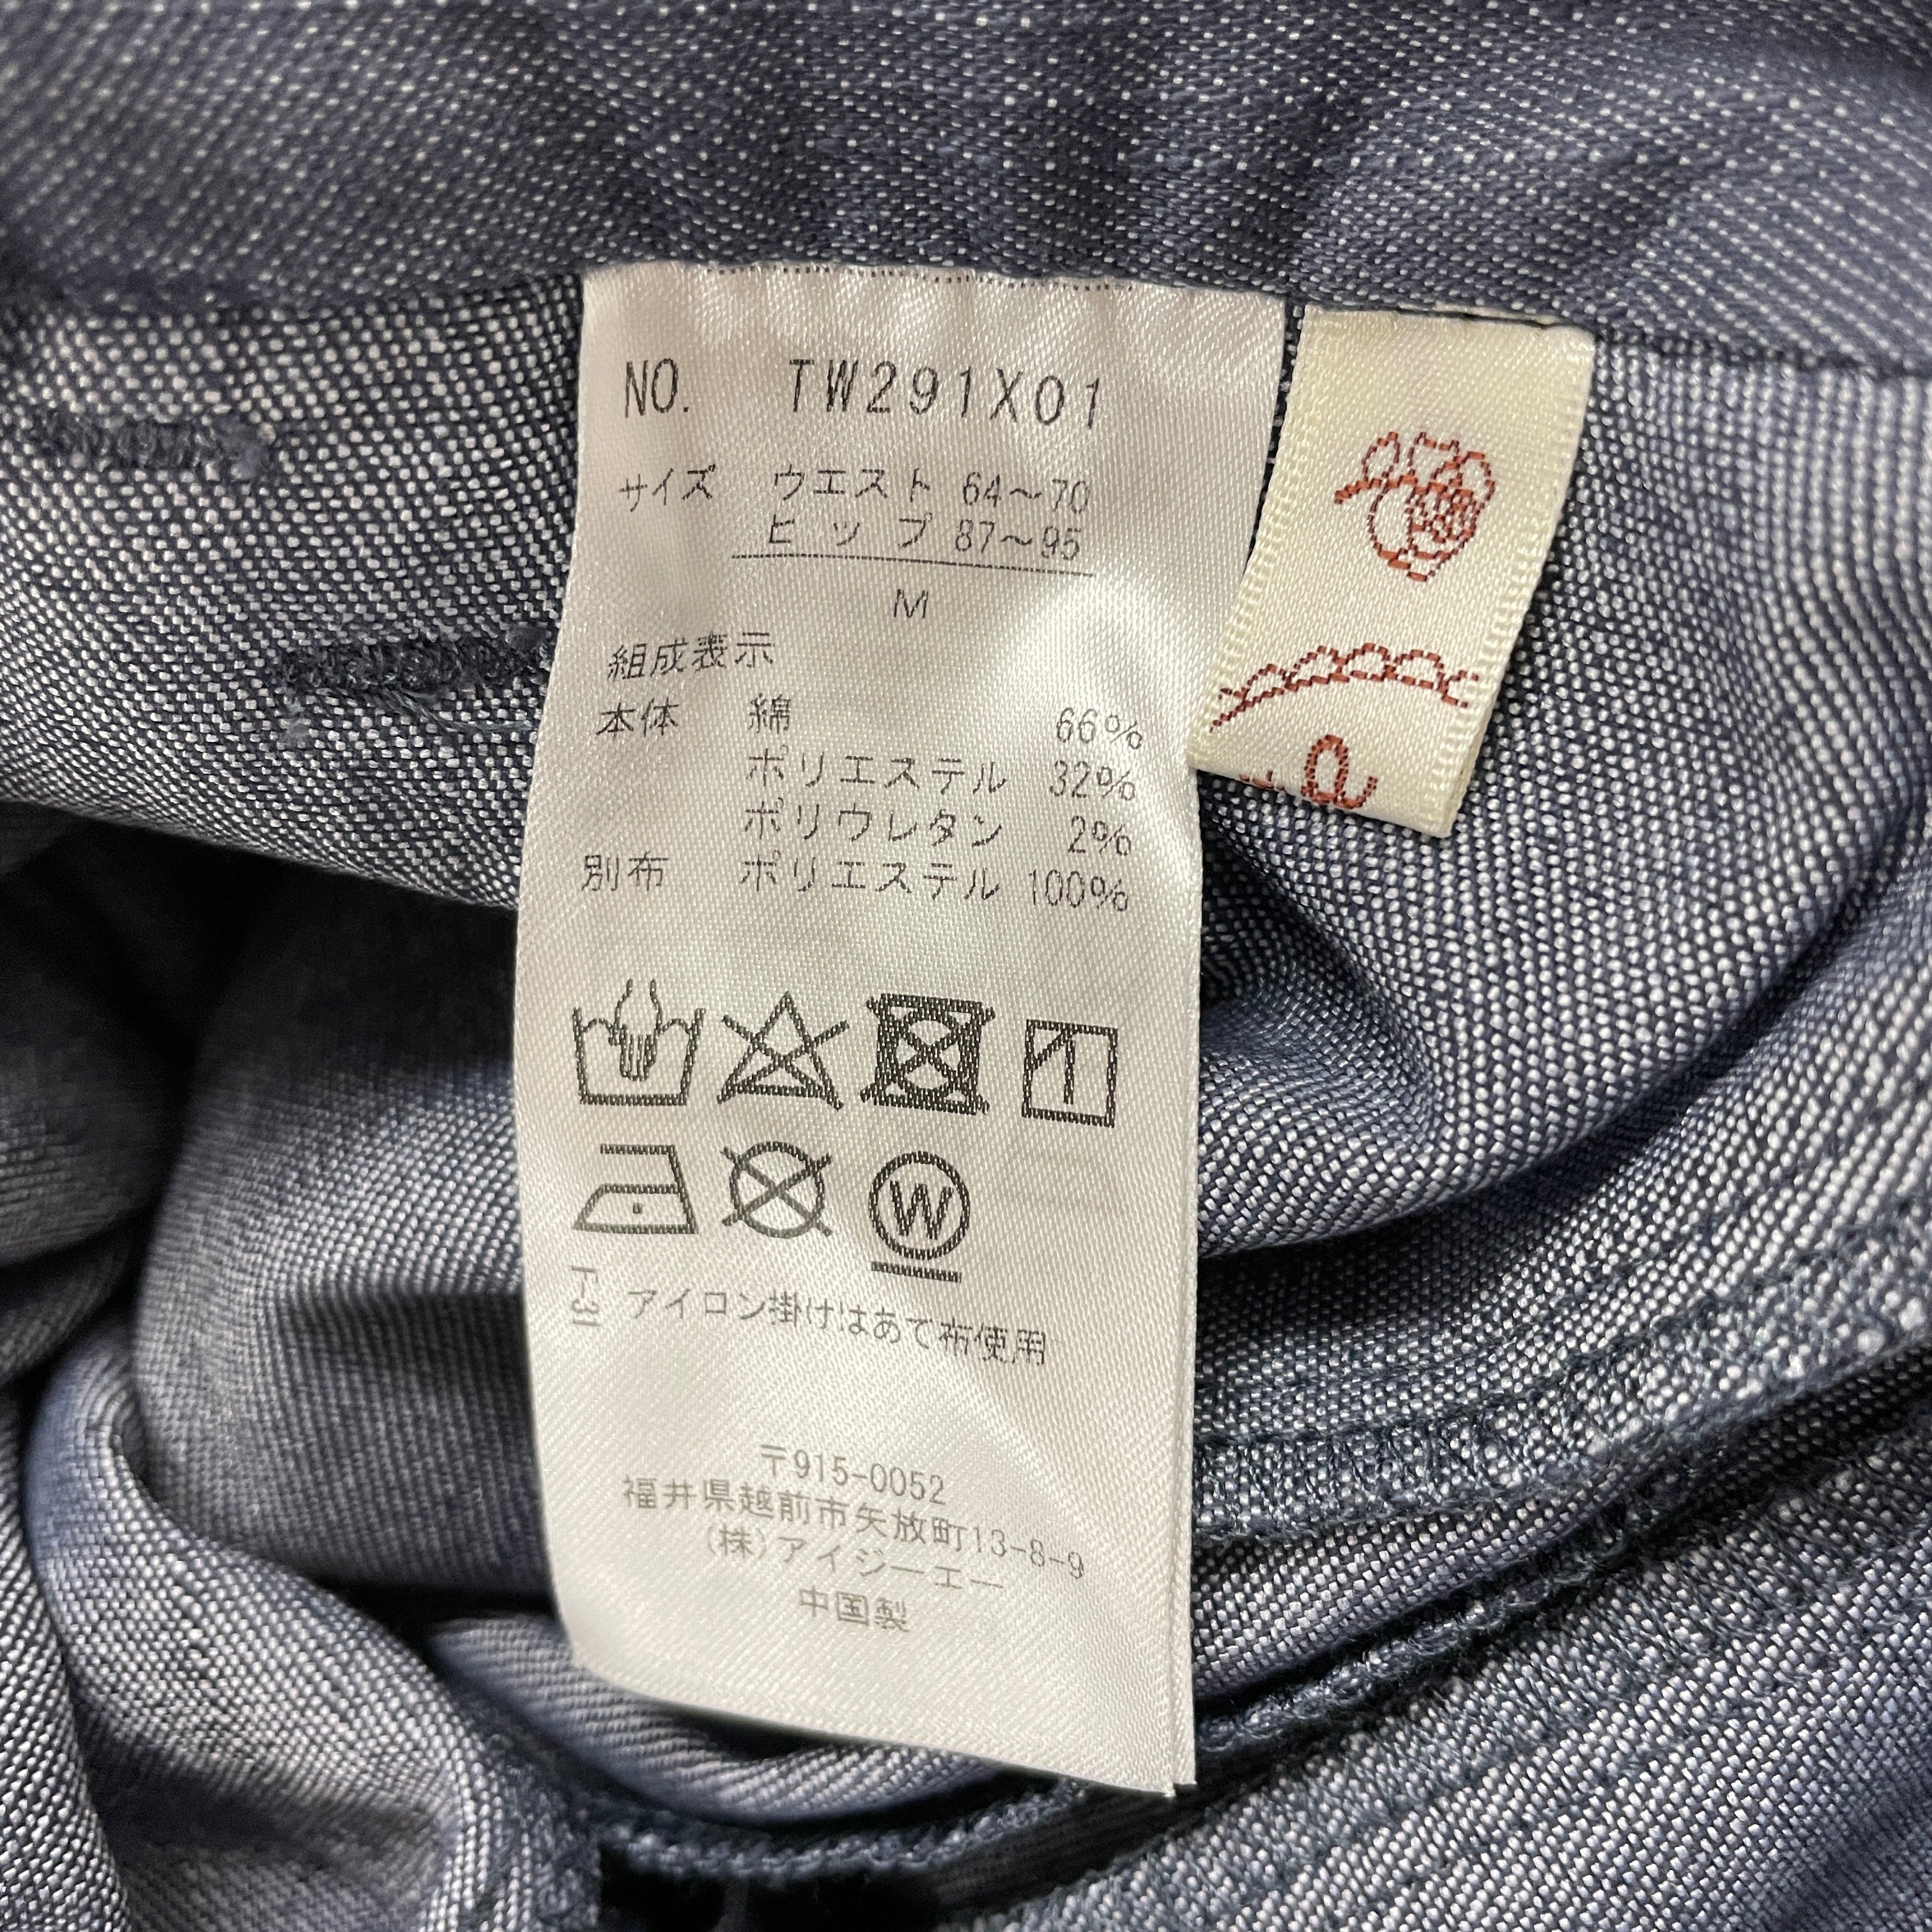 NO. TW291X01
サイズ ウエスト 64〜70
ヒップ 87〜95
M
組成表示
本体 綿 66%
ポリエステル 32%
ポリウレタン 2%
別布 ポリエステル 100%
W
アイロン掛けはあて布使用
〒915-0052
福井県越前市矢放町13-8-9
(株)アイジーエー
中国製